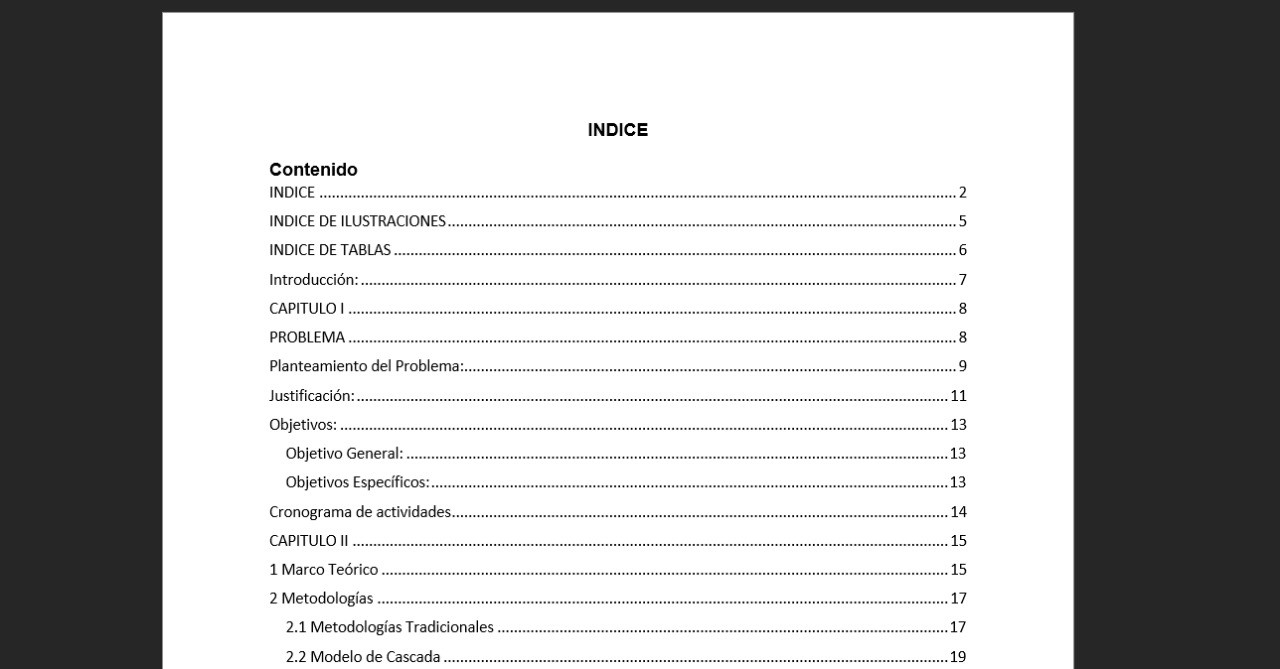 INDICE
Contenido
INDICE ........ 2
INDICE DE ILUSTRACIONES ........ 5
INDICE DE TABLAS ........ 6
Introducción: ........ 7
CAPITULO I ........ 8
PROBLEMA ........ 8
Planteamiento del Problema: ........ 9
Justificación: ........ 11
Objetivos: ........ 13
Objetivo General: ........ 13
Objetivos Específicos: ........ 13
Cronograma de actividades ........ 14
CAPITULO II ........ 15
1 Marco Teórico ........ 15
2 Metodologías ........ 17
2.1 Metodologías Tradicionales ........ 17
2.2 Modelo de Cascada ........ 19